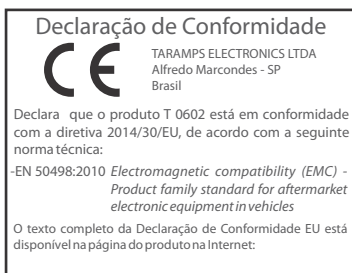 Declaração de Conformidade
CE
TARAMPS ELECTRONICS LTDA
Alfredo Marcondes - SP
Brasil
Declara que o produto T 0602 está em conformidade
com a diretiva 2014/30/EU, de acordo com a seguinte
norma técnica:
-EN 50498:2010 Electromagnetic compatibility (EMC) -
Product family standard for aftermarket
electronic equipment in vehicles
O texto completo da Declaração de Conformidade EU está
disponível na página do produto na Internet: